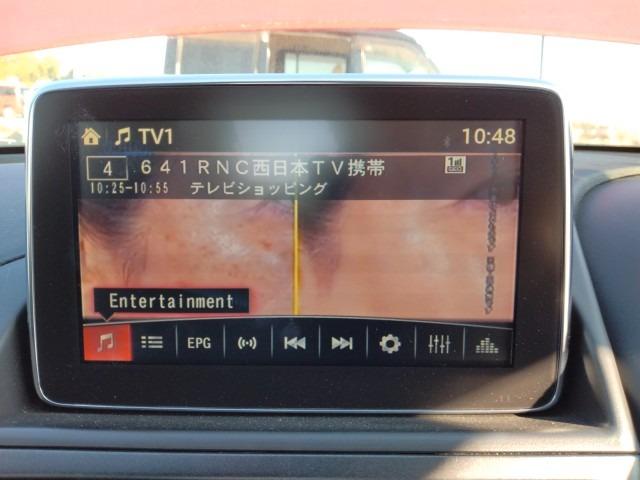 TV1 10:48
4 641RNC西日本TV携帯
10:25-10:55 テレビショッピング
Entertainment
EPG